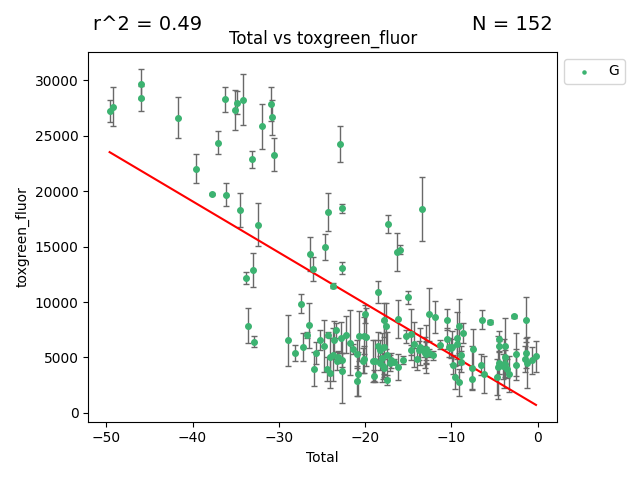 r^2 = 0.49
N = 152
Total vs toxgreen_fluor
G
30000
25000
20000
15000
10000
5000
0
toxgreen_fluor
−50
−40
−30
−20
−10
0
Total